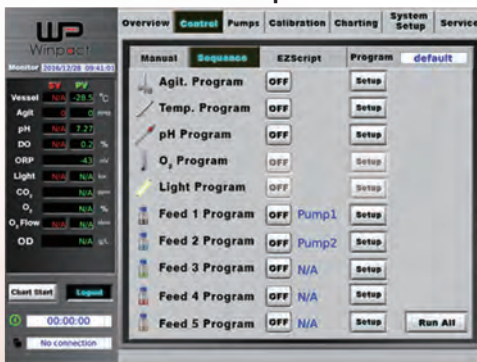 Winpact
Monitor 2016/12/28 09:41:01
SV PV
Vessel N/A -28.5 °C
Agit 0 0 rpm
pH N/A 7.27
DO N/A 0.2 %
ORP -43 mV
Light N/A N/A
CO₂ N/A
O₂ N/A %
O₂ Flow N/A N/A
OD N/A
Chart Start Logout
00:00:00
No connection
Overview Control Pumps Calibration Charting System Setup Service
Manual Sequence EZScript Program default
Agit. Program OFF Setup
Temp. Program OFF Setup
pH Program OFF Setup
O₂ Program OFF Setup
Light Program OFF Setup
Feed 1 Program OFF Pump1 Setup
Feed 2 Program OFF Pump2 Setup
Feed 3 Program OFF N/A Setup
Feed 4 Program OFF N/A Setup
Feed 5 Program OFF N/A Setup Run All